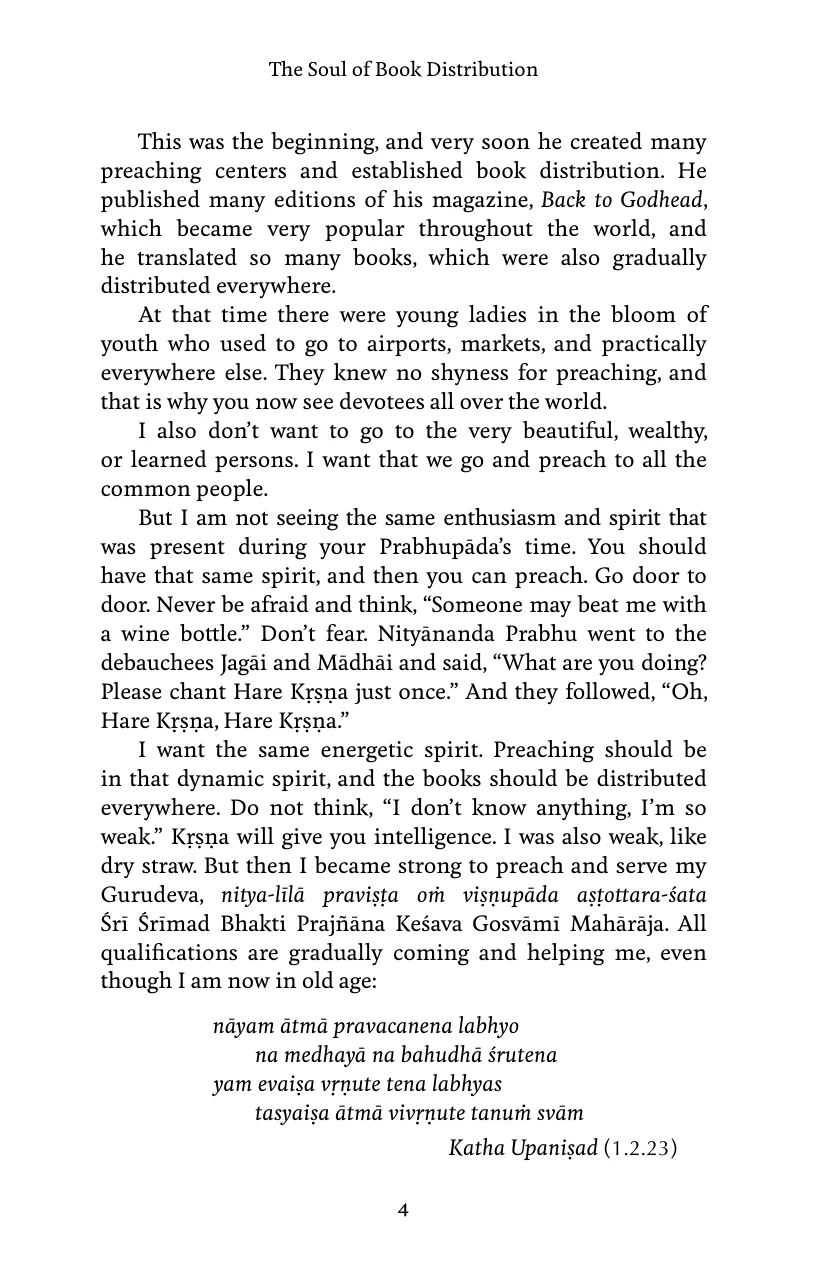 The Soul of Book Distribution
This was the beginning, and very soon he created many
preaching centers and established book distribution. He
published many editions of his magazine, Back to Godhead,
which became very popular throughout the world, and
he translated so many books, which were also gradually
distributed everywhere.
At that time there were young ladies in the bloom of
youth who used to go to airports, markets, and practically
everywhere else. They knew no shyness for preaching, and
that is why you now see devotees all over the world.
I also don’t want to go to the very beautiful, wealthy,
or learned persons. I want that we go and preach to all the
common people.
But I am not seeing the same enthusiasm and spirit that
was present during your Prabhupāda’s time. You should
have that same spirit, and then you can preach. Go door to
door. Never be afraid and think, “Someone may beat me with
a wine bottle.” Don’t fear. Nityānanda Prabhu went to the
debauchees Jagāi and Mādhāi and said, “What are you doing?
Please chant Hare Kṛṣṇa just once.” And they followed, “Oh,
Hare Kṛṣṇa, Hare Kṛṣṇa.”
I want the same energetic spirit. Preaching should be
in that dynamic spirit, and the books should be distributed
everywhere. Do not think, “I don’t know anything, I’m so
weak.” Kṛṣṇa will give you intelligence. I was also weak, like
dry straw. But then I became strong to preach and serve my
Gurudeva, nitya-līlā praviṣṭa oṁ viṣṇupāda aṣṭottara-śata
Śrī Śrīmad Bhakti Prajñāna Keśava Gosvāmī Mahārāja. All
qualifications are gradually coming and helping me, even
though I am now in old age:
nāyam ātmā pravacanena labhyo
na medhayā na bahudhā śrutena
yam evaiṣa vṛṇute tena labhyas
tasyaiṣa ātmā vivṛṇute tanuṁ svām
Katha Upaniṣad (1.2.23)
4